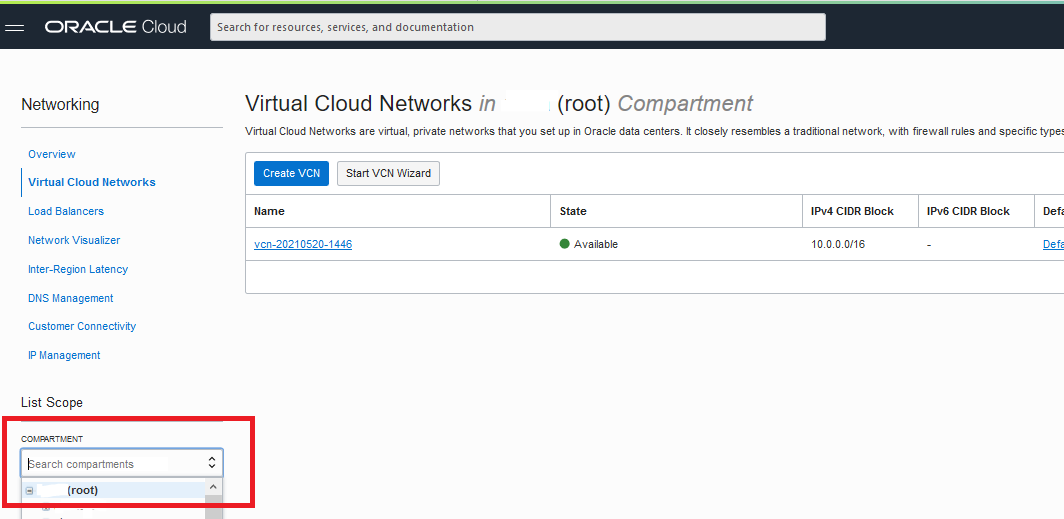 ORACLE Cloud
Search for resources, services, and documentation
Networking
Overview
Virtual Cloud Networks
Load Balancers
Network Visualizer
Inter-Region Latency
DNS Management
Customer Connectivity
IP Management
List Scope
COMPARTMENT
Search compartments
(root)
Virtual Cloud Networks in (root) Compartment
Virtual Cloud Networks are virtual, private networks that you set up in Oracle data centers. It closely resembles a traditional network, with firewall rules and specific types
Create VCN Start VCN Wizard
Name State IPv4 CIDR Block IPv6 CIDR Block Defa
vcn-20210520-1446 Available 10.0.0.0/16 - Defa